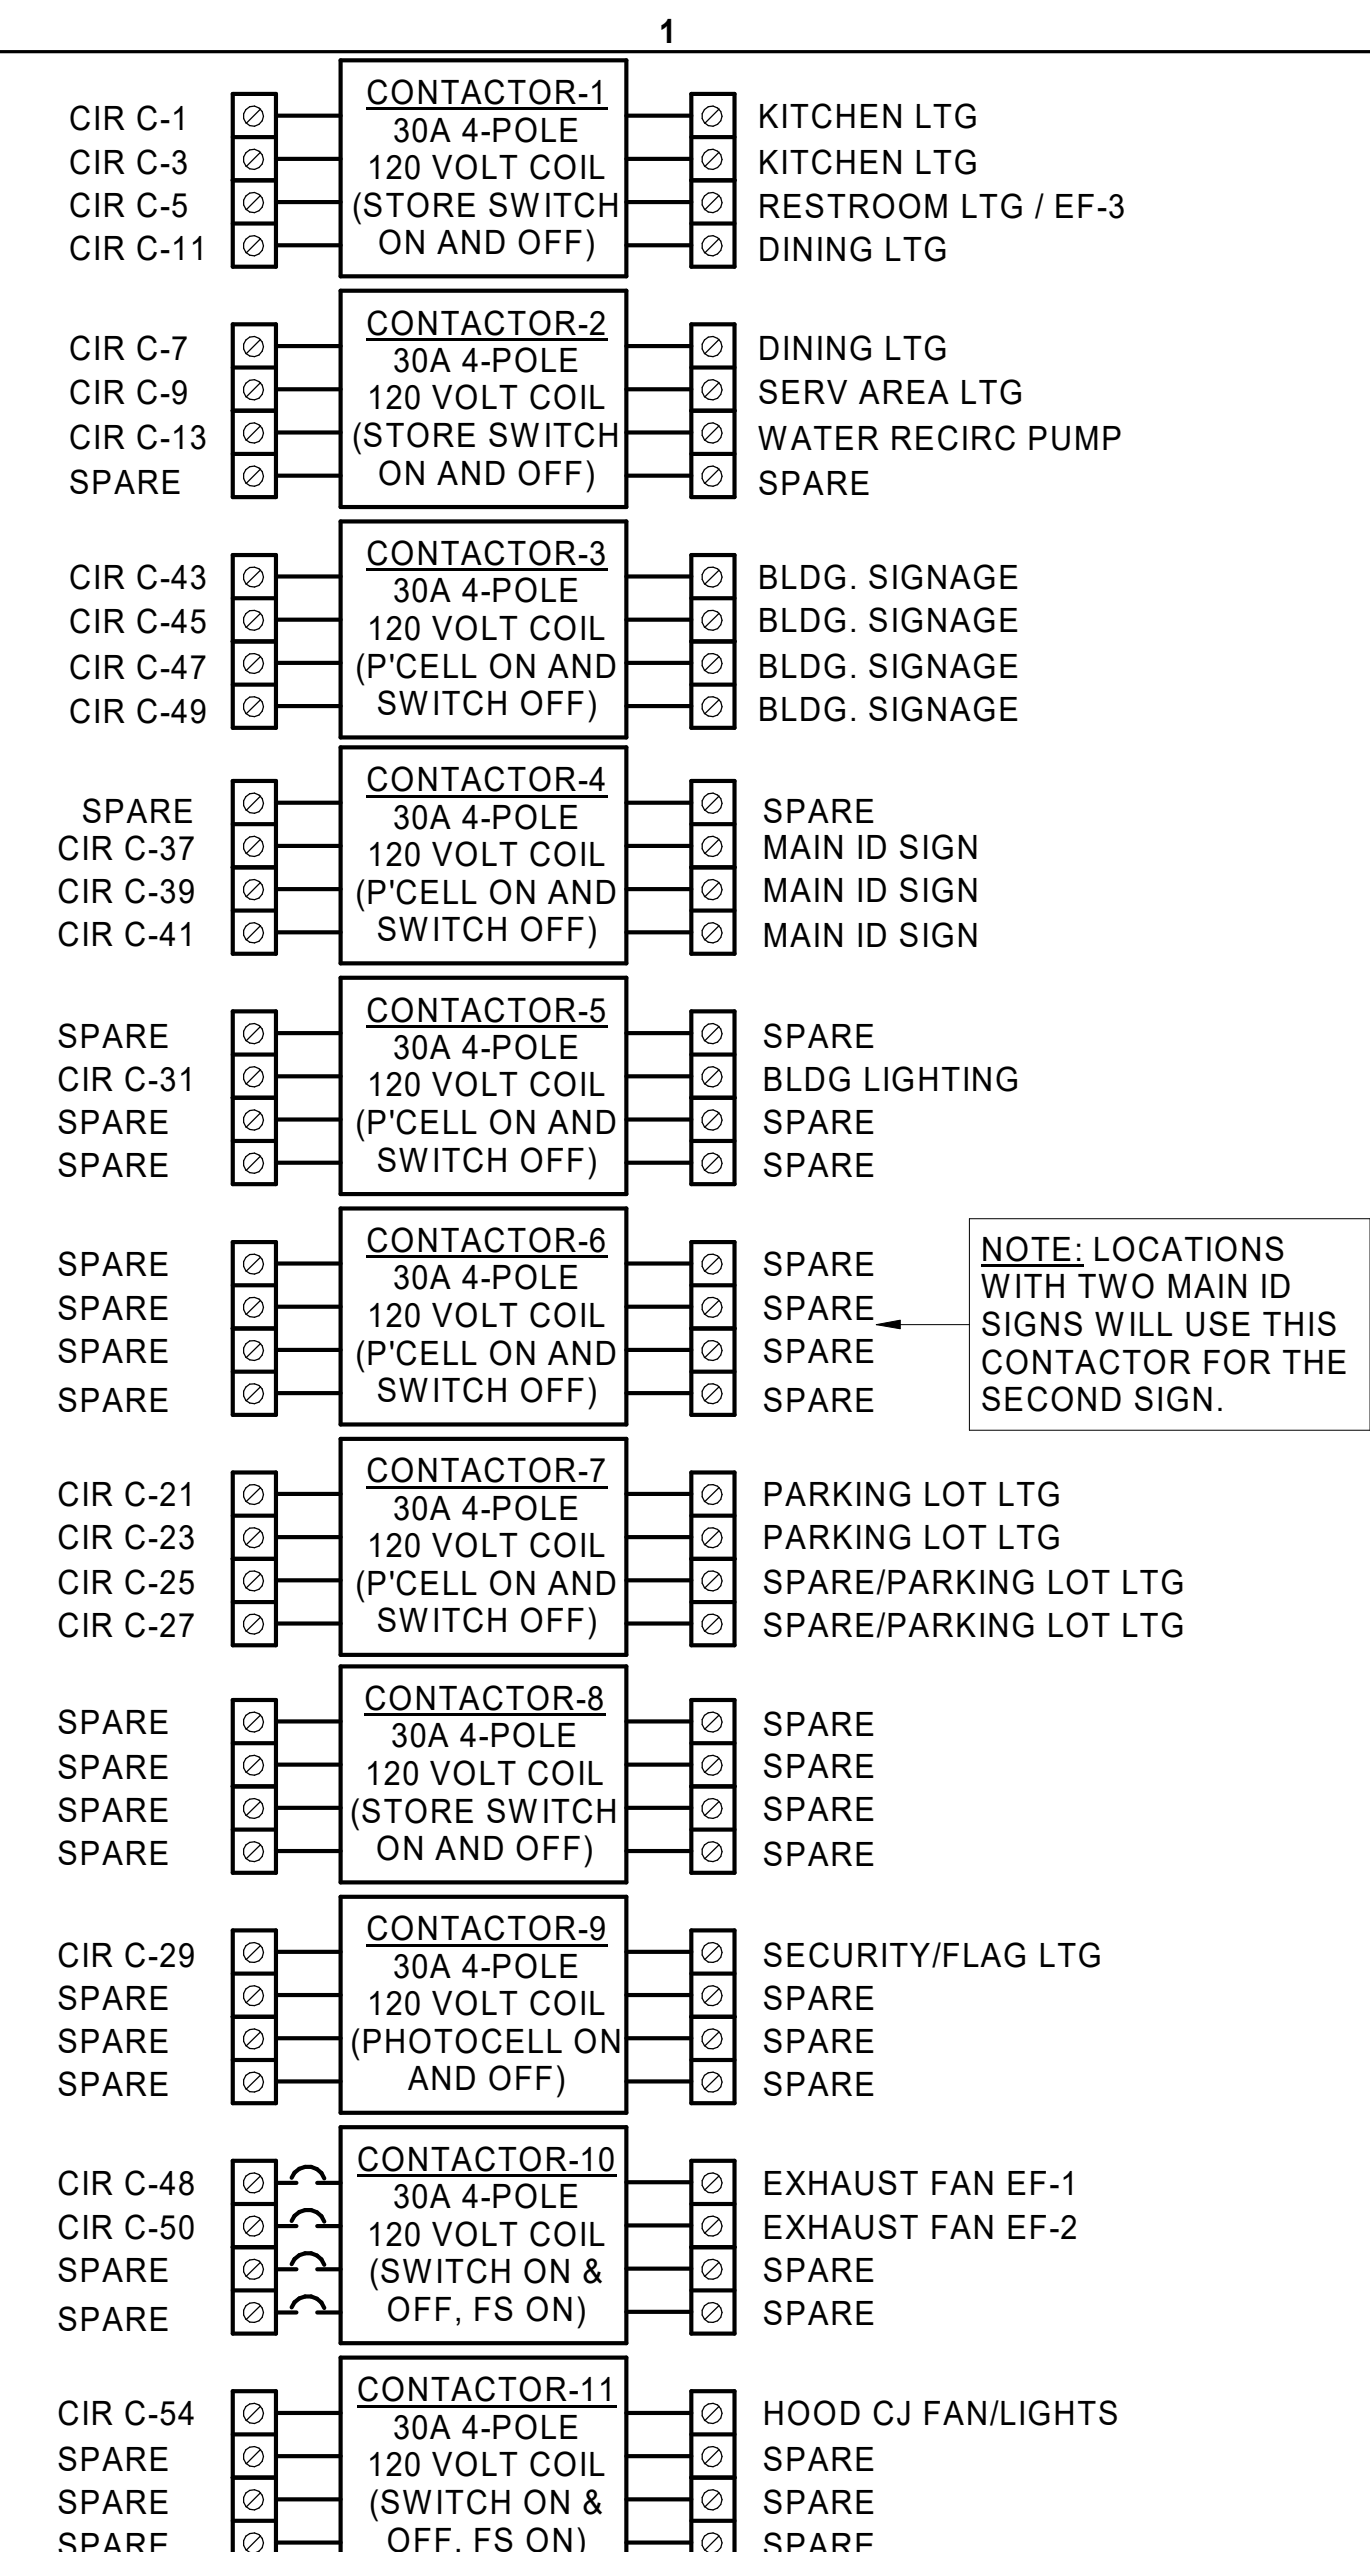 1
CONTACTOR-1
30A 4-POLE
120 VOLT COIL
(STORE SWITCH
ON AND OFF)
CIR C-1 KITCHEN LTG
CIR C-3 KITCHEN LTG
CIR C-5 RESTROOM LTG / EF-3
CIR C-11 DINING LTG
CONTACTOR-2
30A 4-POLE
120 VOLT COIL
(STORE SWITCH
ON AND OFF)
CIR C-7 DINING LTG
CIR C-9 SERV AREA LTG
CIR C-13 WATER RECIRC PUMP
SPARE SPARE
CONTACTOR-3
30A 4-POLE
120 VOLT COIL
(P'CELL ON AND
SWITCH OFF)
CIR C-43 BLDG. SIGNAGE
CIR C-45 BLDG. SIGNAGE
CIR C-47 BLDG. SIGNAGE
CIR C-49 BLDG. SIGNAGE
CONTACTOR-4
30A 4-POLE
120 VOLT COIL
(P'CELL ON AND
SWITCH OFF)
SPARE SPARE
CIR C-37 MAIN ID SIGN
CIR C-39 MAIN ID SIGN
CIR C-41 MAIN ID SIGN
CONTACTOR-5
30A 4-POLE
120 VOLT COIL
(P'CELL ON AND
SWITCH OFF)
SPARE SPARE
CIR C-31 BLDG LIGHTING
SPARE SPARE
SPARE SPARE
CONTACTOR-6
30A 4-POLE
120 VOLT COIL
(P'CELL ON AND
SWITCH OFF)
SPARE SPARE
SPARE SPARE
SPARE SPARE
SPARE SPARE
NOTE: LOCATIONS
WITH TWO MAIN ID
SIGNS WILL USE THIS
CONTACTOR FOR THE
SECOND SIGN.
CONTACTOR-7
30A 4-POLE
120 VOLT COIL
(P'CELL ON AND
SWITCH OFF)
CIR C-21 PARKING LOT LTG
CIR C-23 PARKING LOT LTG
CIR C-25 SPARE/PARKING LOT LTG
CIR C-27 SPARE/PARKING LOT LTG
CONTACTOR-8
30A 4-POLE
120 VOLT COIL
(STORE SWITCH
ON AND OFF)
SPARE SPARE
SPARE SPARE
SPARE SPARE
SPARE SPARE
CONTACTOR-9
30A 4-POLE
120 VOLT COIL
(PHOTOCELL ON
AND OFF)
CIR C-29 SECURITY/FLAG LTG
SPARE SPARE
SPARE SPARE
SPARE SPARE
CONTACTOR-10
30A 4-POLE
120 VOLT COIL
(SWITCH ON &
OFF, FS ON)
CIR C-48 EXHAUST FAN EF-1
CIR C-50 EXHAUST FAN EF-2
SPARE SPARE
SPARE SPARE
CONTACTOR-11
30A 4-POLE
120 VOLT COIL
(SWITCH ON &
OFF, FS ON)
CIR C-54 HOOD CJ FAN/LIGHTS
SPARE SPARE
SPARE SPARE
SPARE SPARE